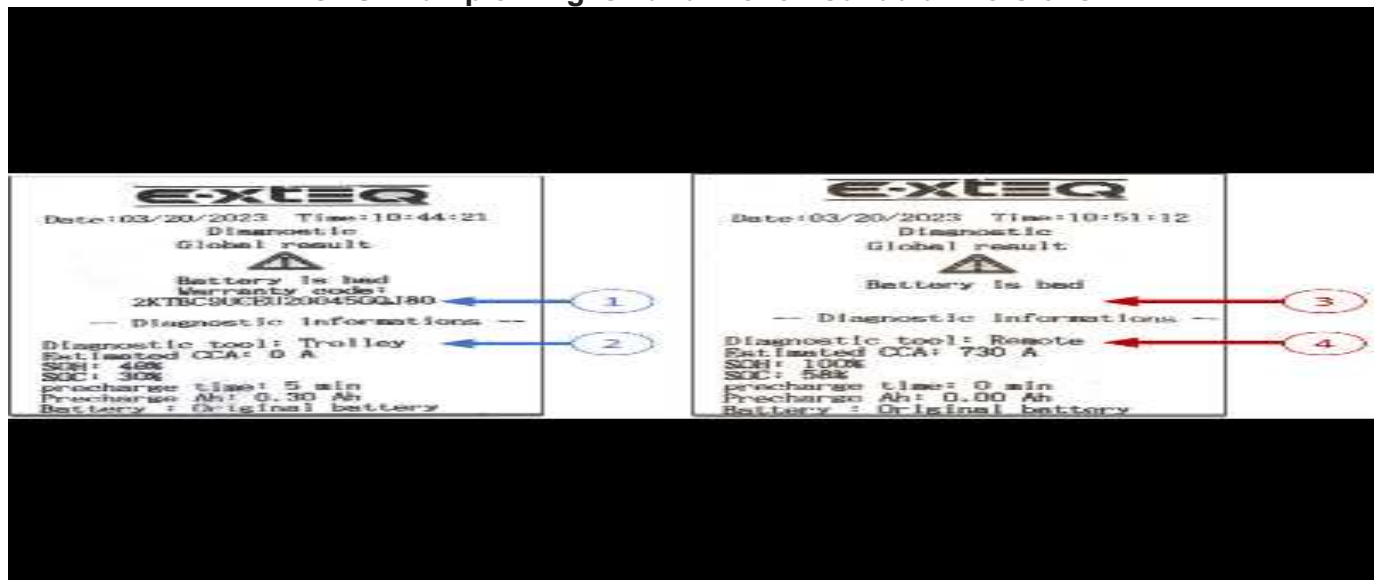 E·XTEQ
Date:03/20/2023 Time:10:44:21
Diagnostic
Global result
Battery is bad
Warranty code:
1
-- Diagnostic Informations --
Diagnostic tool: Trolley
2
Estimated CCA: 0 A
SOH: 46%
SOC: 30%
precharge time: 5 min
Precharge Ah: 0.30 Ah
Battery : Original battery
E·XTEQ
Date:03/20/2023 Time:10:51:12
Diagnostic
Global result
Battery is bad
3
-- Diagnostic Informations --
Diagnostic tool: Remote
4
Estimated CCA: 730 A
SOH: 100%
SOC: 58%
precharge time: 0 min
Precharge Ah: 0.00 Ah
Battery : Original battery